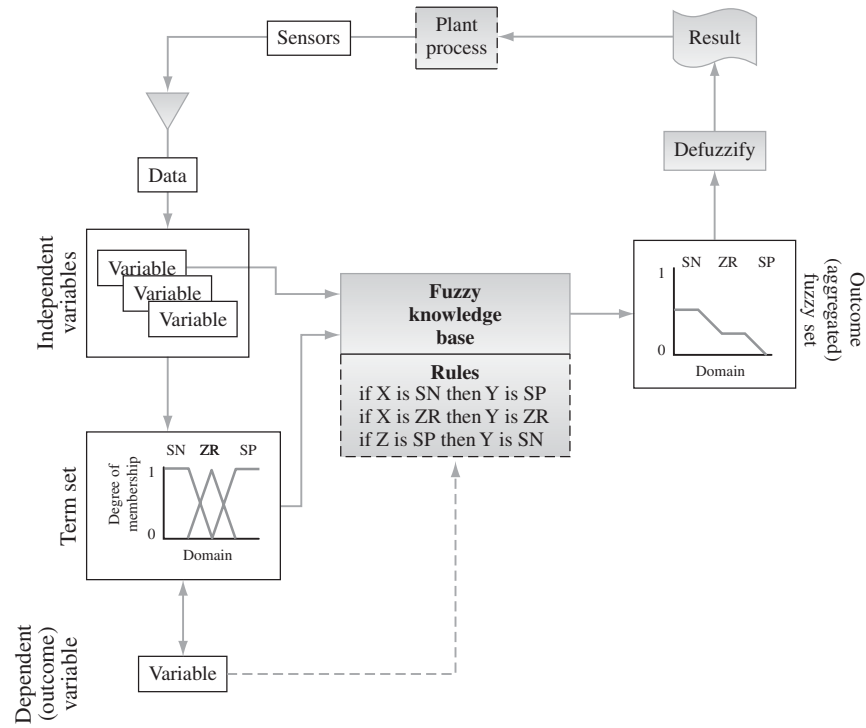 Sensors
Plant
process
Result
Data
Defuzzify
Independent
variables
Variable
Variable
Variable
Fuzzy
knowledge
base
Rules
if X is SN then Y is SP
if X is ZR then Y is ZR
if Z is SP then Y is SN
SN ZR SP
1
0
Domain
Outcome
(aggregated)
fuzzy set
Term set
SN ZR SP
Degree of
membership
1
0
Domain
Dependent
(outcome)
variable
Variable